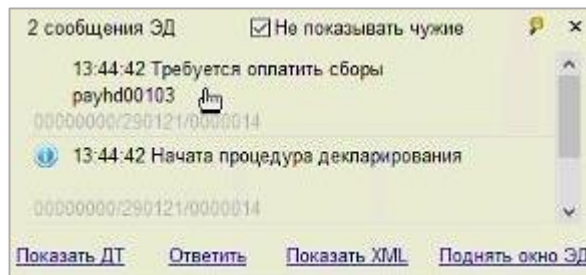 2 сообщения ЭД Не показывать чужие
13:44:42 Требуется оплатить сборы
payhd00103
00000000/290121/0000014
13:44:42 Начата процедура декларирования
00000000/290121/0000014
Показать ДТ Ответить Показать XML Поднять окно ЭД